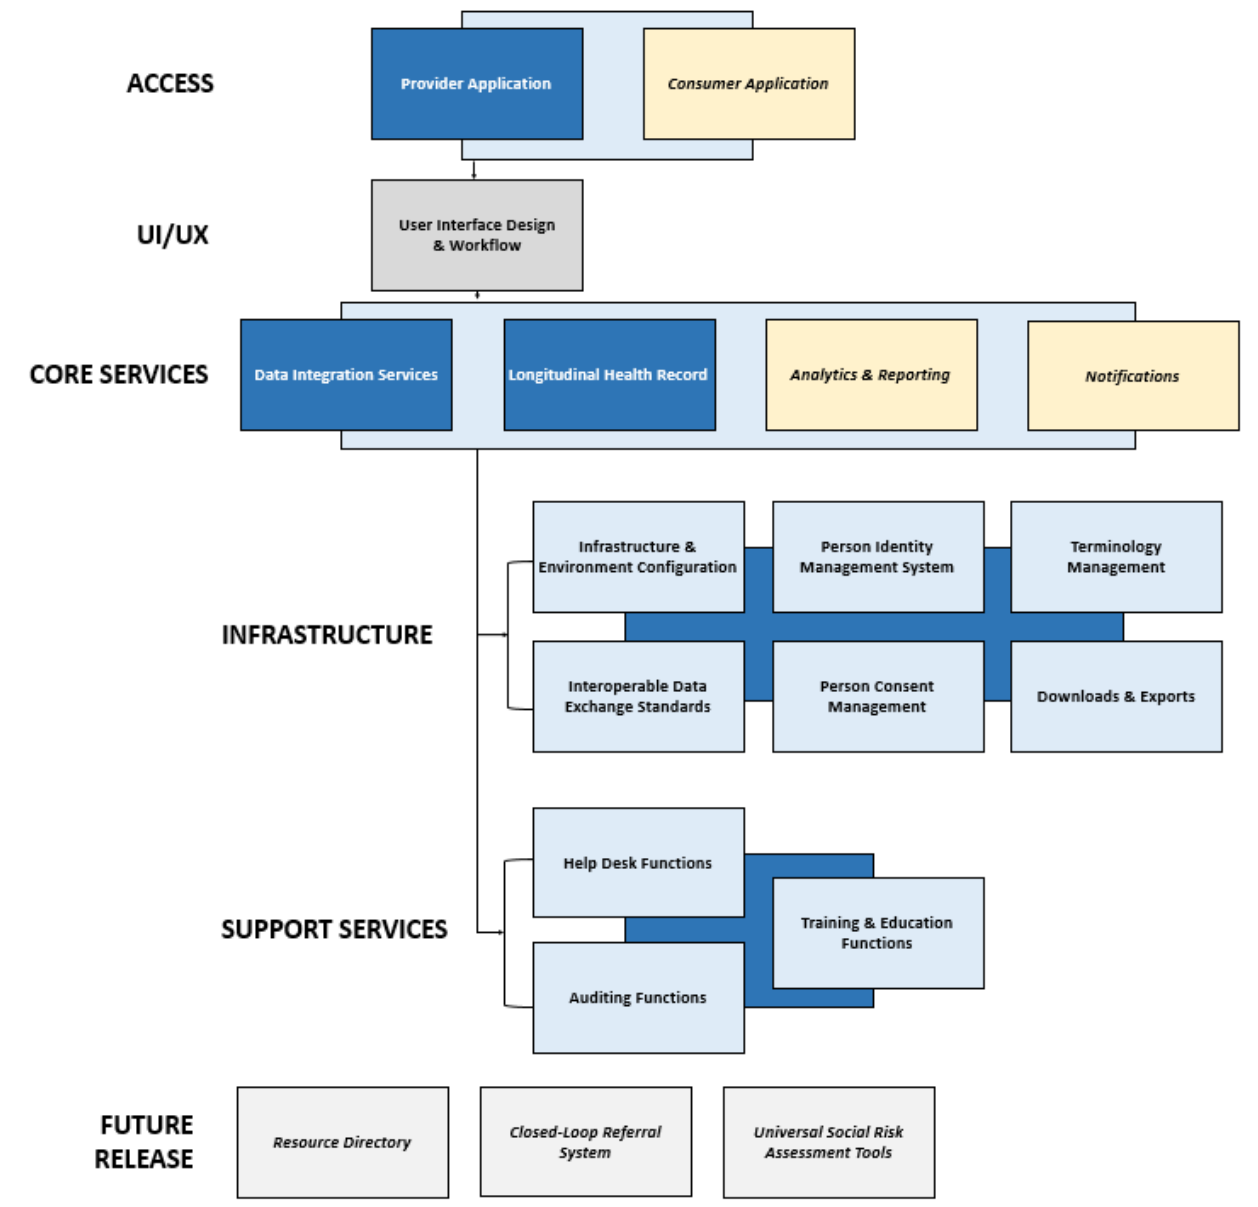 ACCESS
Provider Application
Consumer Application
UI/UX
User Interface Design
& Workflow
CORE SERVICES
Data Integration Services
Longitudinal Health Record
Analytics & Reporting
Notifications
INFRASTRUCTURE
Infrastructure &
Environment Configuration
Person Identity
Management System
Terminology
Management
Interoperable Data
Exchange Standards
Person Consent
Management
Downloads & Exports
SUPPORT SERVICES
Help Desk Functions
Training & Education
Functions
Auditing Functions
FUTURE
RELEASE
Resource Directory
Closed-Loop Referral
System
Universal Social Risk
Assessment Tools